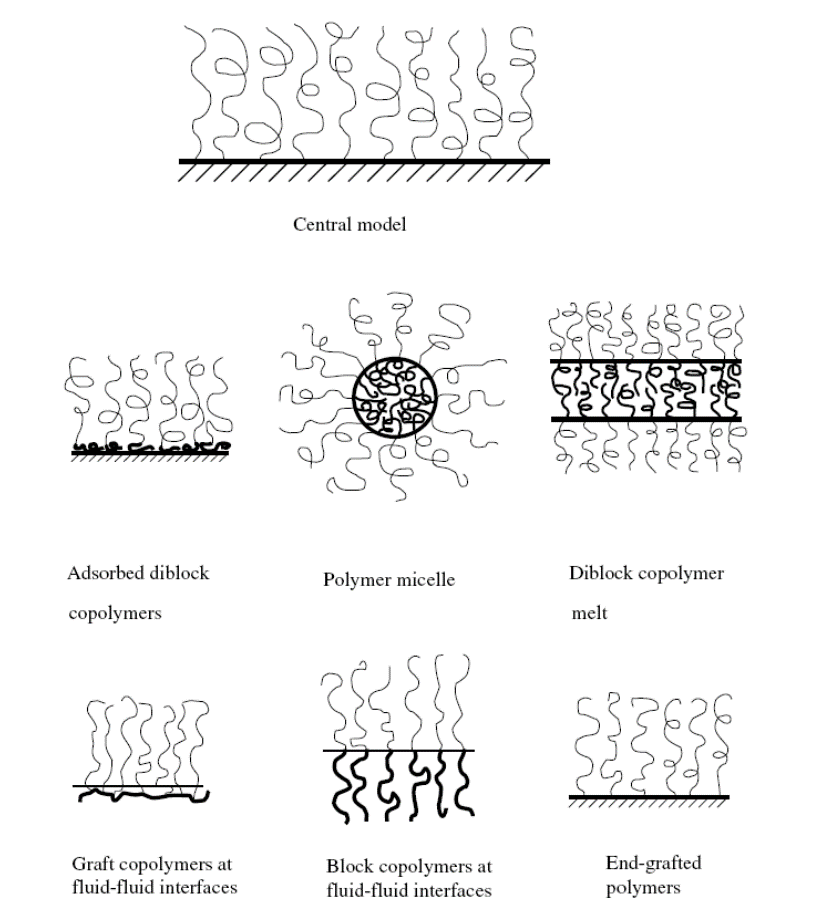 Central model
Adsorbed diblock
copolymers
Polymer micelle
Diblock copolymer
melt
Graft copolymers at
fluid-fluid interfaces
Block copolymers at
fluid-fluid interfaces
End-grafted
polymers